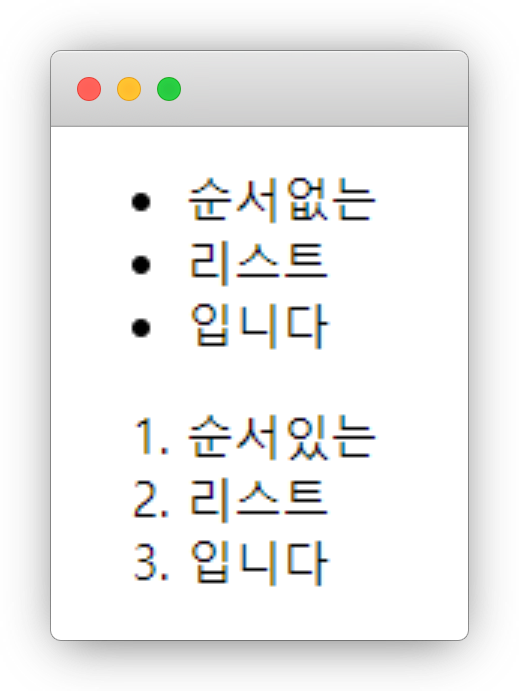 • 순서없는
• 리스트
• 입니다
1. 순서있는
2. 리스트
3. 입니다